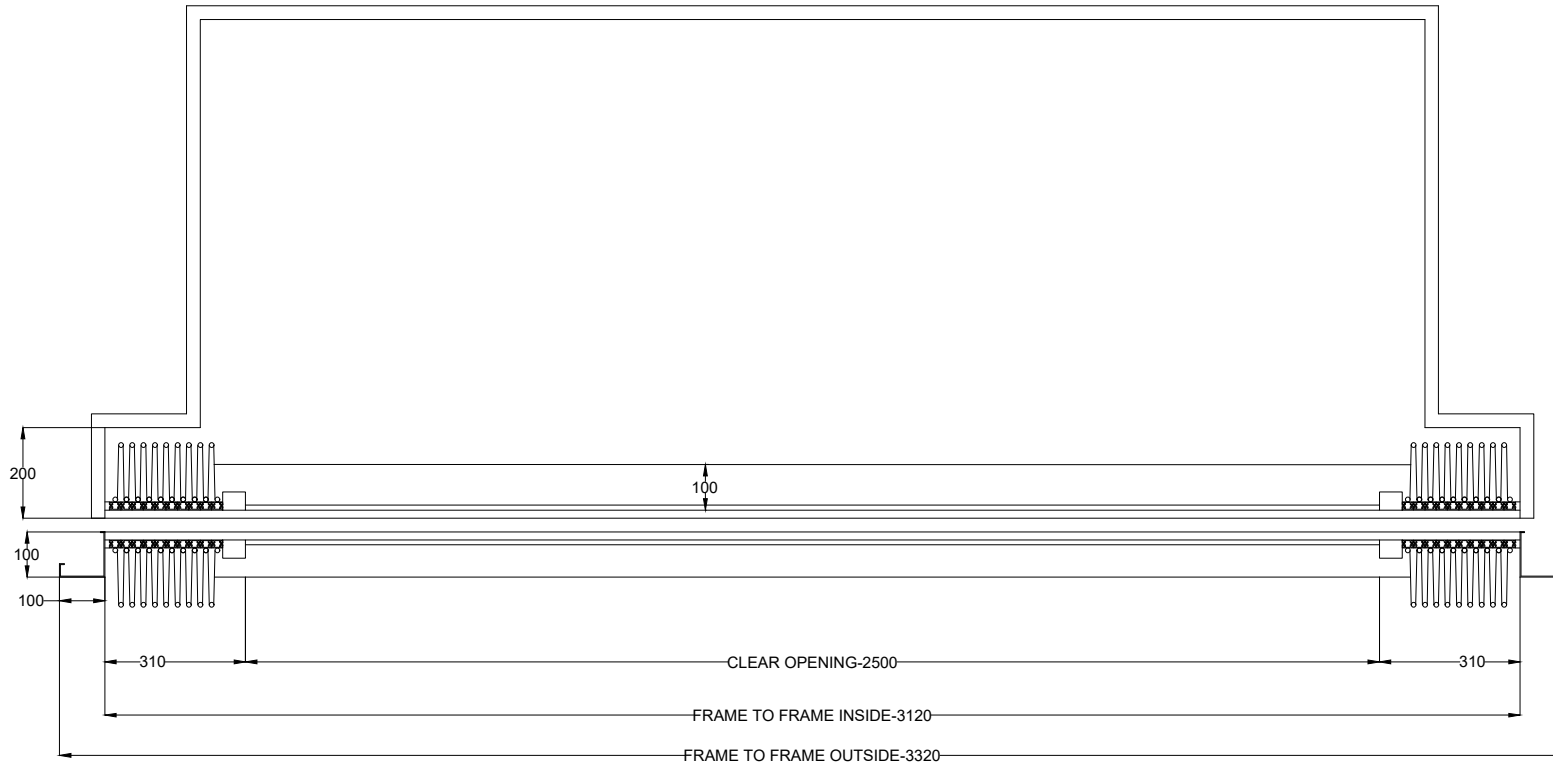 200
100
100
100
310
CLEAR OPENING-2500
310
FRAME TO FRAME INSIDE-3120
FRAME TO FRAME OUTSIDE-3320